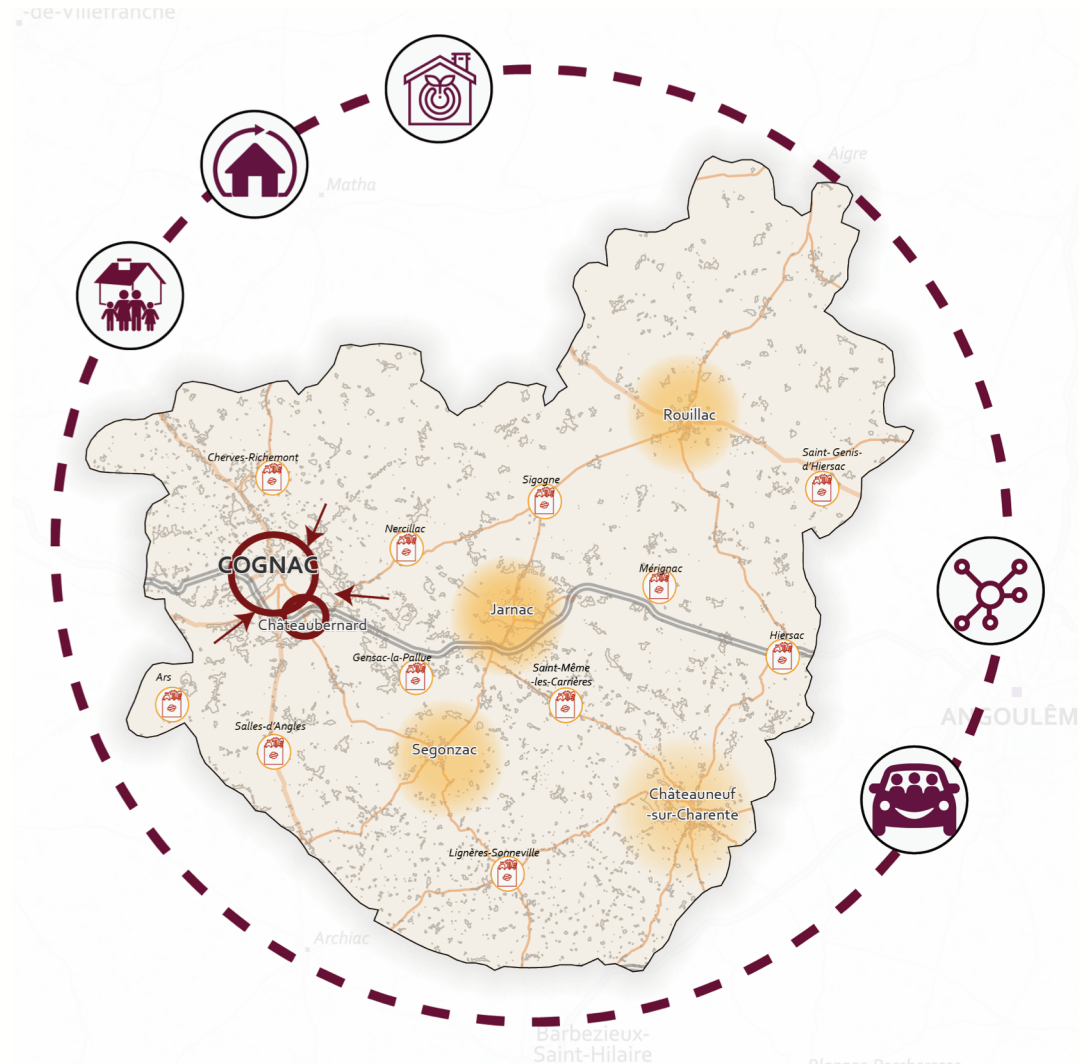 -de-Villefranche
Aigre
Matha
Rouillac
Cherves-Richemont
Saint- Genis-
d'Hiersac
Sigogne
Nercillac
COGNAC
Mérignac
Jarnac
Châteaubernard
Hiersac
Gensac-la-Pallue
Saint-Même
-les-Carrières
Ars
ANGOULÊM
Salles-d'Angles
Segonzac
Châteauneuf
-sur-Charente
Lignères-Sonneville
Archiac
Barbezieux-
Saint-Hilaire